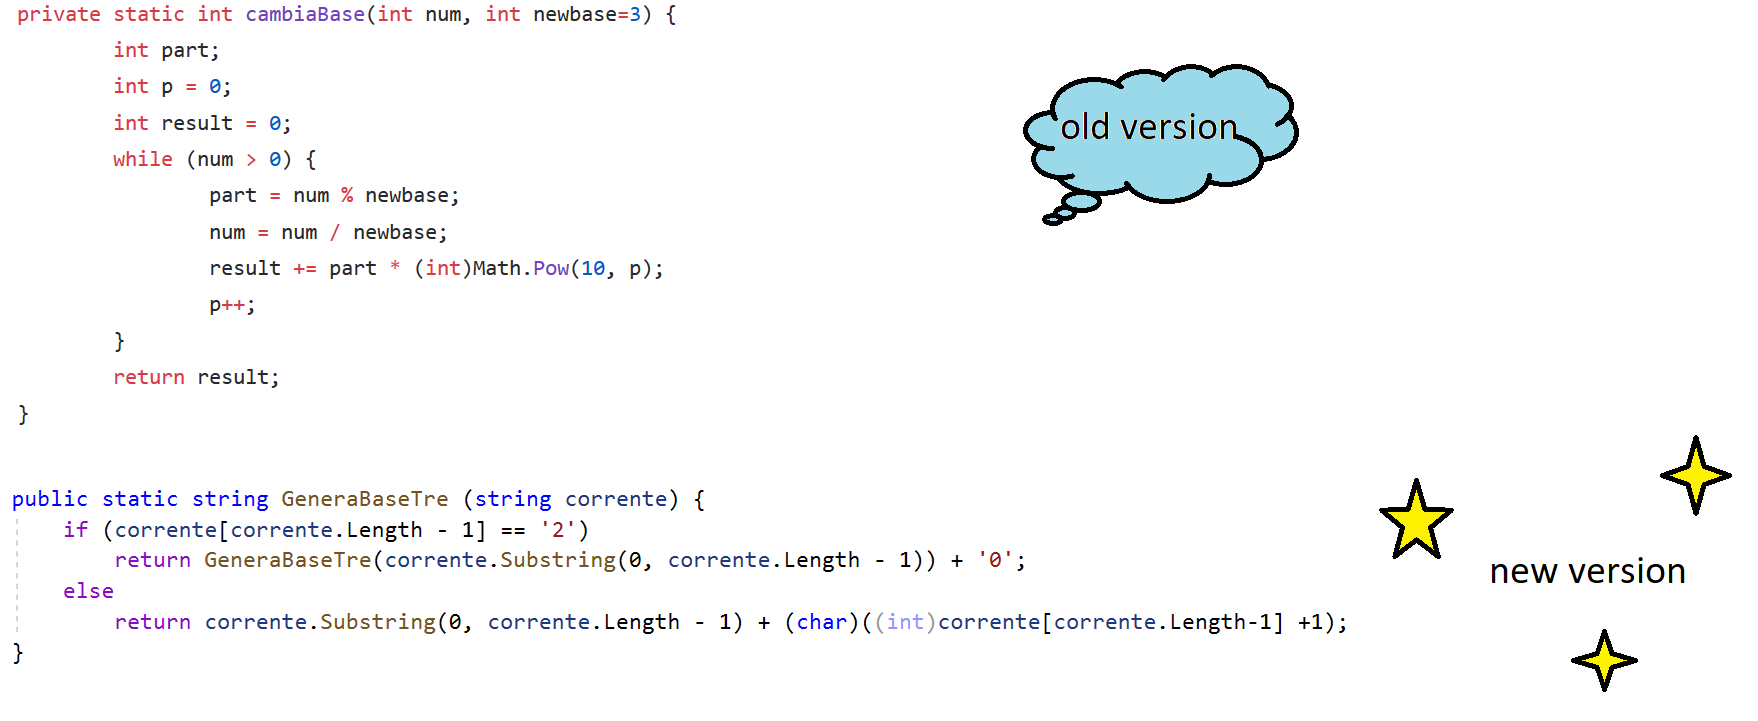 private static int cambiaBase(int num, int newbase=3) {
int part;
int p = 0;
int result = 0;
while (num > 0) {
part = num % newbase;
num = num / newbase;
result += part * (int)Math.Pow(10, p);
p++;
}
return result;
}
old version
public static string GeneraBaseTre (string corrente) {
if (corrente[corrente.Length - 1] == '2')
return GeneraBaseTre(corrente.Substring(0, corrente.Length - 1)) + '0';
else
return corrente.Substring(0, corrente.Length - 1) + (char)((int)corrente[corrente.Length-1] +1);
}
new version